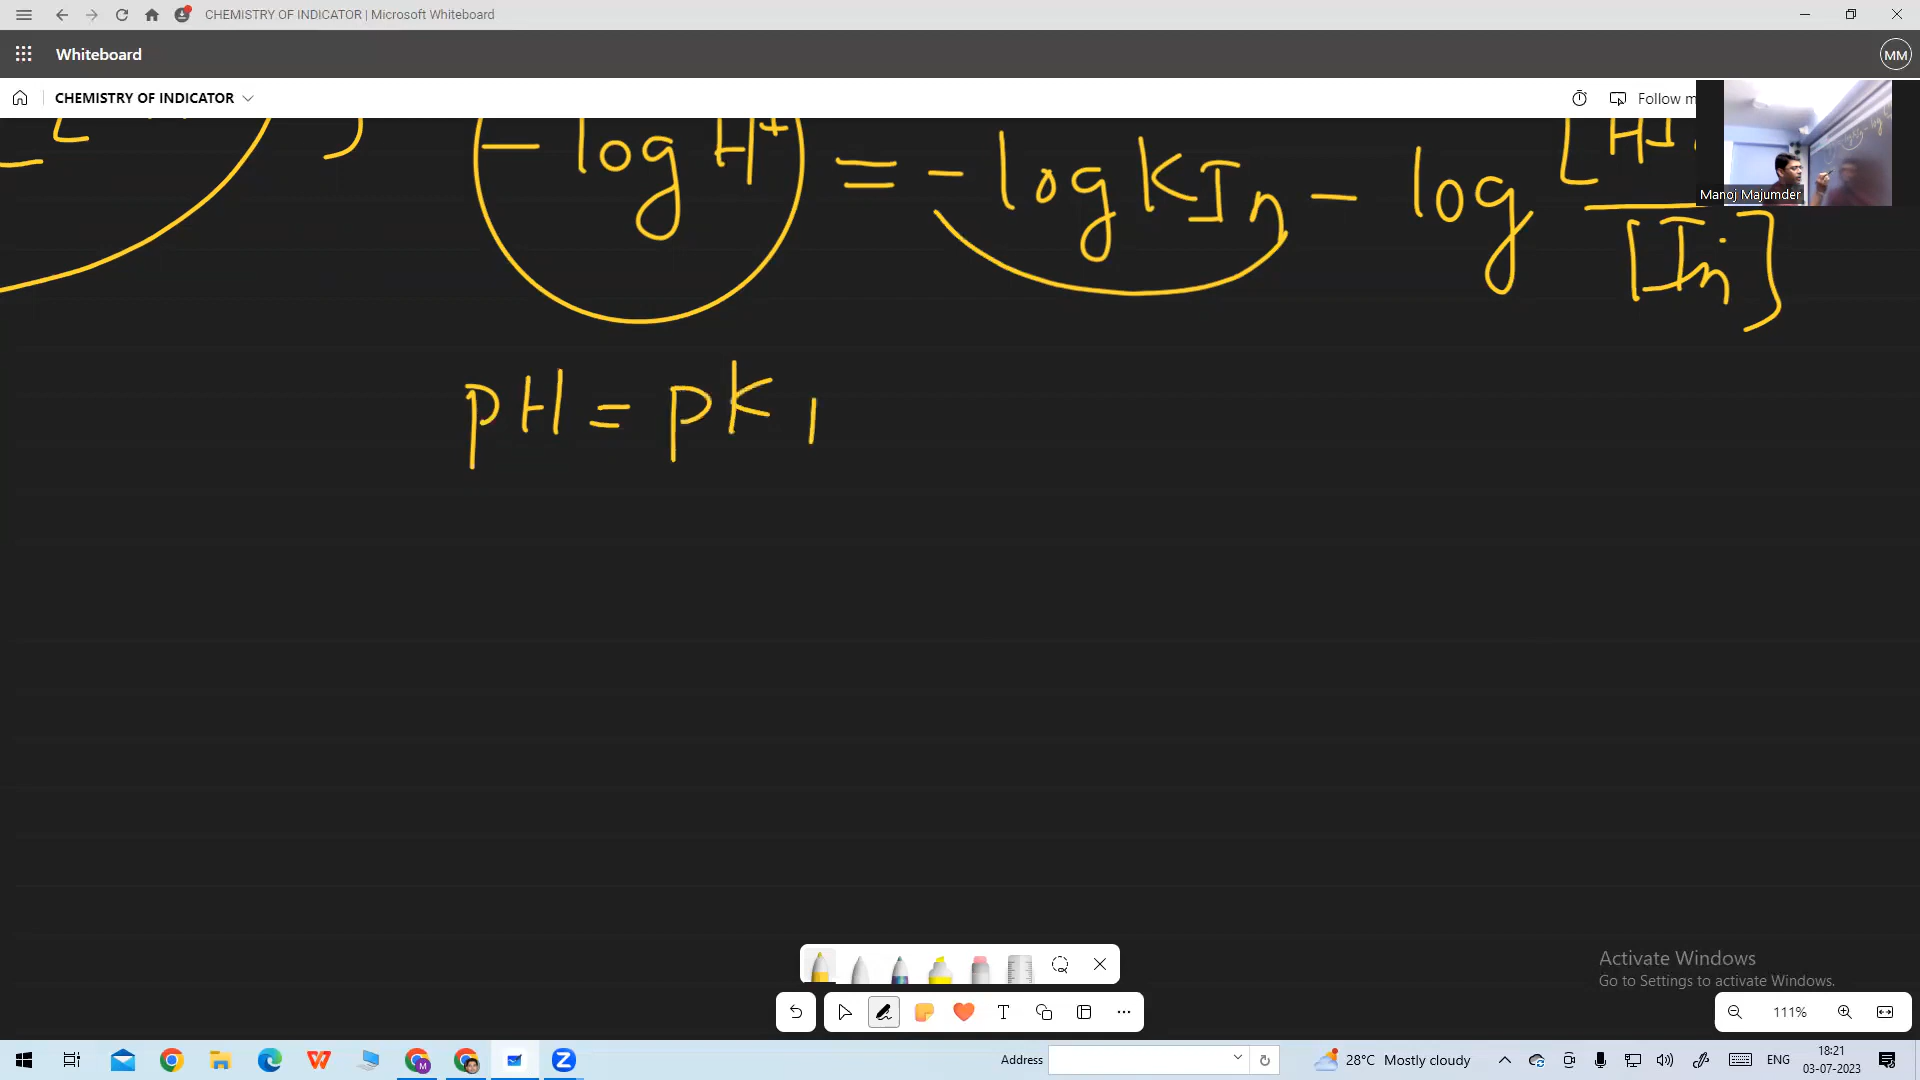 CHEMISTRY OF INDICATOR | Microsoft Whiteboard
Whiteboard
MM
CHEMISTRY OF INDICATOR
Follow m
Manoj Majumder
- log H+ = - log KIn - log [HI
[In]
pH = pK I
Activate Windows
Go to Settings to activate Windows.
111%
Address
28°C Mostly cloudy
ENG
18:21
03-07-2023